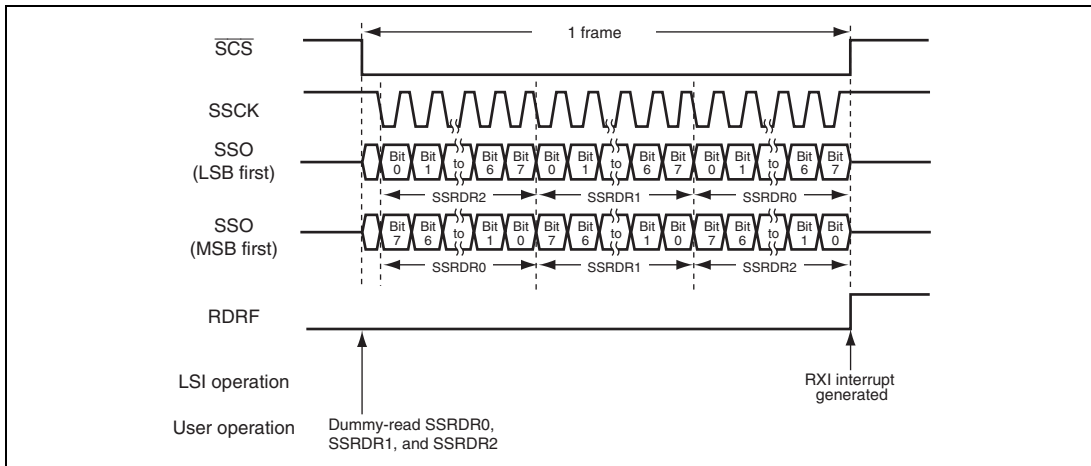 1 frame
SCS
SSCK
SSO
(LSB first)
Bit 0 Bit 1 to Bit 6 Bit 7 Bit 0 Bit 1 to Bit 6 Bit 7 Bit 0 Bit 1 to Bit 6 Bit 7
SSRDR2 SSRDR1 SSRDR0
SSO
(MSB first)
Bit 7 Bit 6 to Bit 1 Bit 0 Bit 7 Bit 6 to Bit 1 Bit 0 Bit 7 Bit 6 to Bit 1 Bit 0
SSRDR0 SSRDR1 SSRDR2
RDRF
LSI operation
RXI interrupt
generated
User operation
Dummy-read SSRDR0,
SSRDR1, and SSRDR2